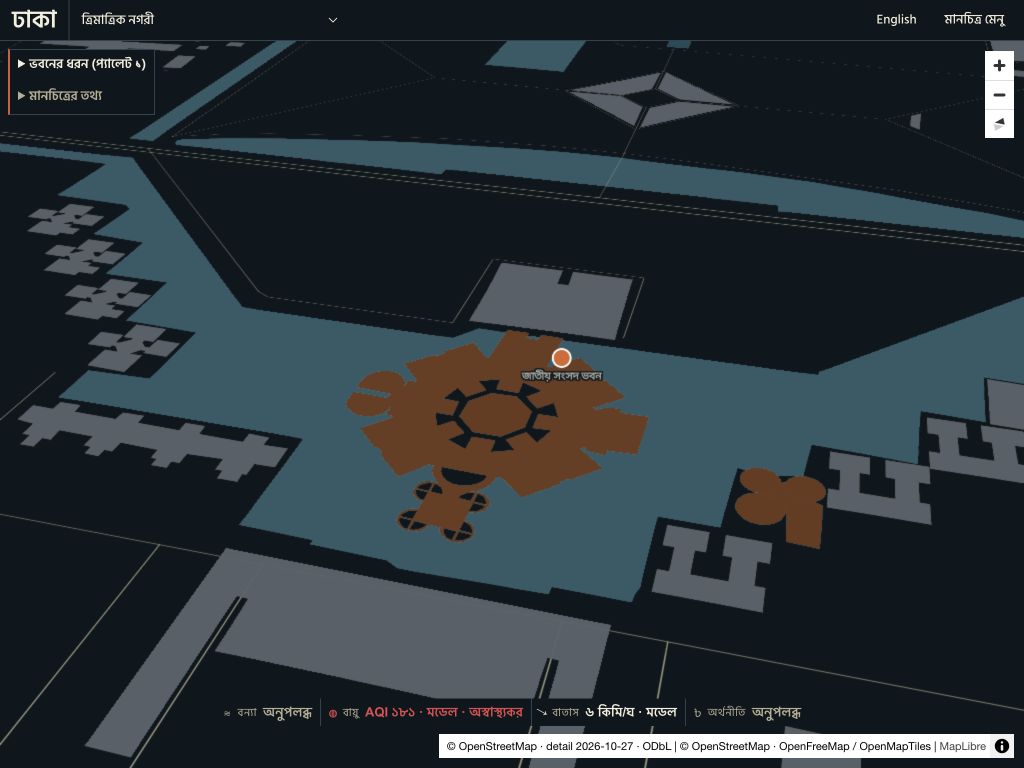 ঢাকা
ত্রিমাত্রিক নগরী
English
মানচিত্র মেনু
▶ ভবনের ধরন (প্যালেট ১)
▶ মানচিত্রের তথ্য
জাতীয় সংসদ ভবন
≈ বন্যা অনুপলব্ধ
বায়ু AQI ১৮১ · মডেল · অস্বাস্থ্যকর
বাতাস ৬ কিমি/ঘ · মডেল
৳ অর্থনীতি অনুপলব্ধ
© OpenStreetMap · detail 2026-10-27 · ODbL | © OpenStreetMap · OpenFreeMap / OpenMapTiles | MapLibre